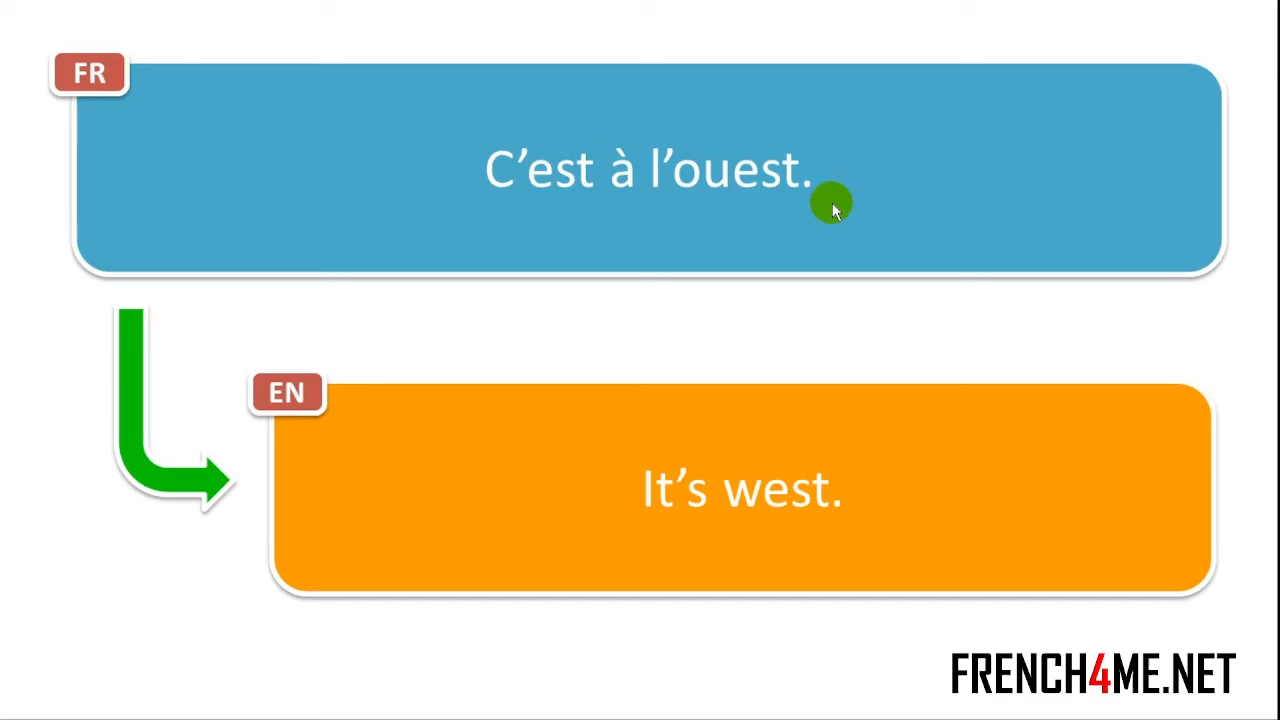 FR
C’est à l’ouest.
EN
It’s west.
FRENCH4ME.NET